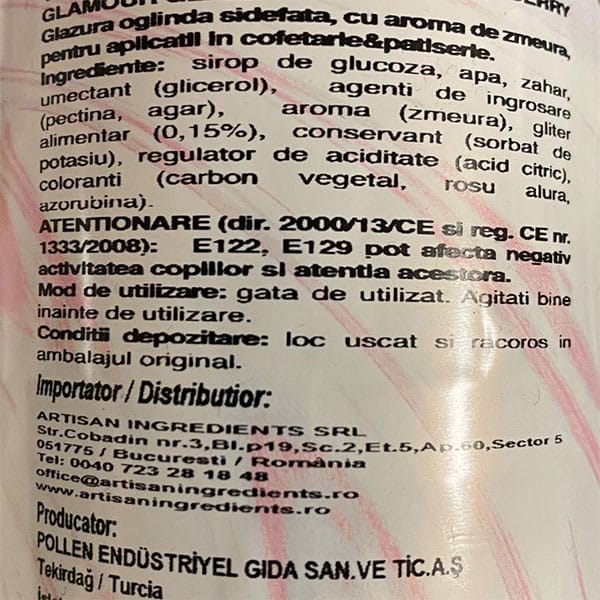 GLAMOUR
BERRY
Glazura oglinda sidefata, cu aroma de zmeura,
pentru aplicatii in cofetarie&patiserie.
Ingrediente: sirop de glucoza, apa, zahar,
umectant (glicerol), agenti de ingrosare
(pectina, agar), aroma (zmeura), gliter
alimentar (0,15%), conservant (sorbat de
potasiu), regulator de aciditate (acid citric),
coloranti (carbon vegetal, rosu alura,
azorubina).
ATENTIONARE (dir. 2000/13/CE si reg. CE nr.
1333/2008): E122, E129 pot afecta negativ
activitatea copiilor si atentia acestora.
Mod de utilizare: gata de utilizat. Agitati bine
inainte de utilizare.
Conditii depozitare: loc uscat si racoros in
ambalajul original.
Importator / Distributior:
ARTISAN INGREDIENTS SRL
Str.Cobadin nr.3,Bl.p19,Sc.2,Et.5,Ap.60,Sector 5
051775 / Bucuresti / România
Tel: 0040 723 28 18 48
office@artisaningredients.ro
www.artisaningredients.ro
Producator:
POLLEN ENDÜSTRİYEL GIDA SAN.VE TİC.A.Ş
Tekirdağ / Turcia